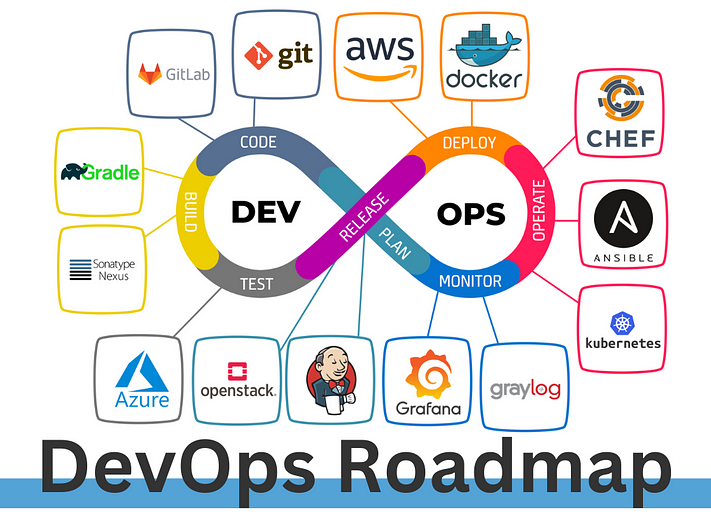 GitLab
git
aws
docker
CHEF
CODE
DEPLOY
Gradle
BUILD
DEV
RELEASE
OPS
OPERATE
ANSIBLE
PLAN
Sonatype
Nexus
TEST
MONITOR
kubernetes
Azure
openstack.
Grafana
graylog
DevOps Roadmap